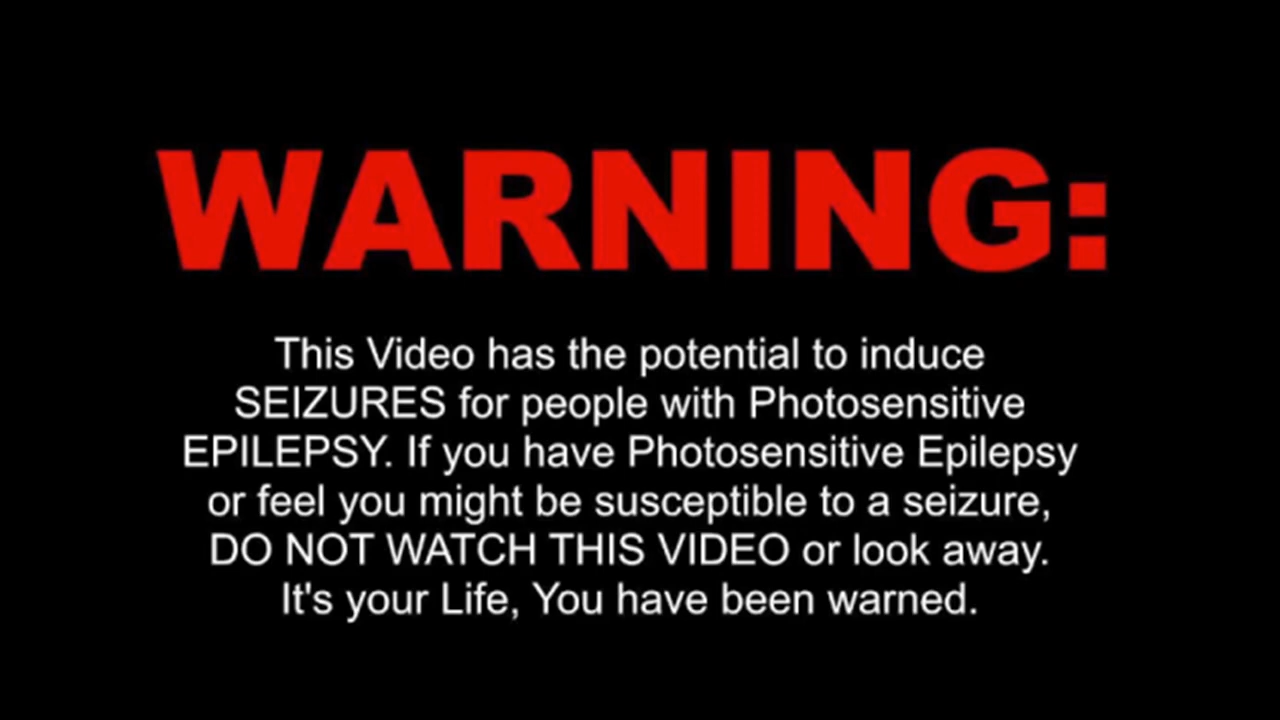 WARNING:
This Video has the potential to induce
SEIZURES for people with Photosensitive
EPILEPSY. If you have Photosensitive Epilepsy
or feel you might be susceptible to a seizure,
DO NOT WATCH THIS VIDEO or look away.
It's your Life, You have been warned.